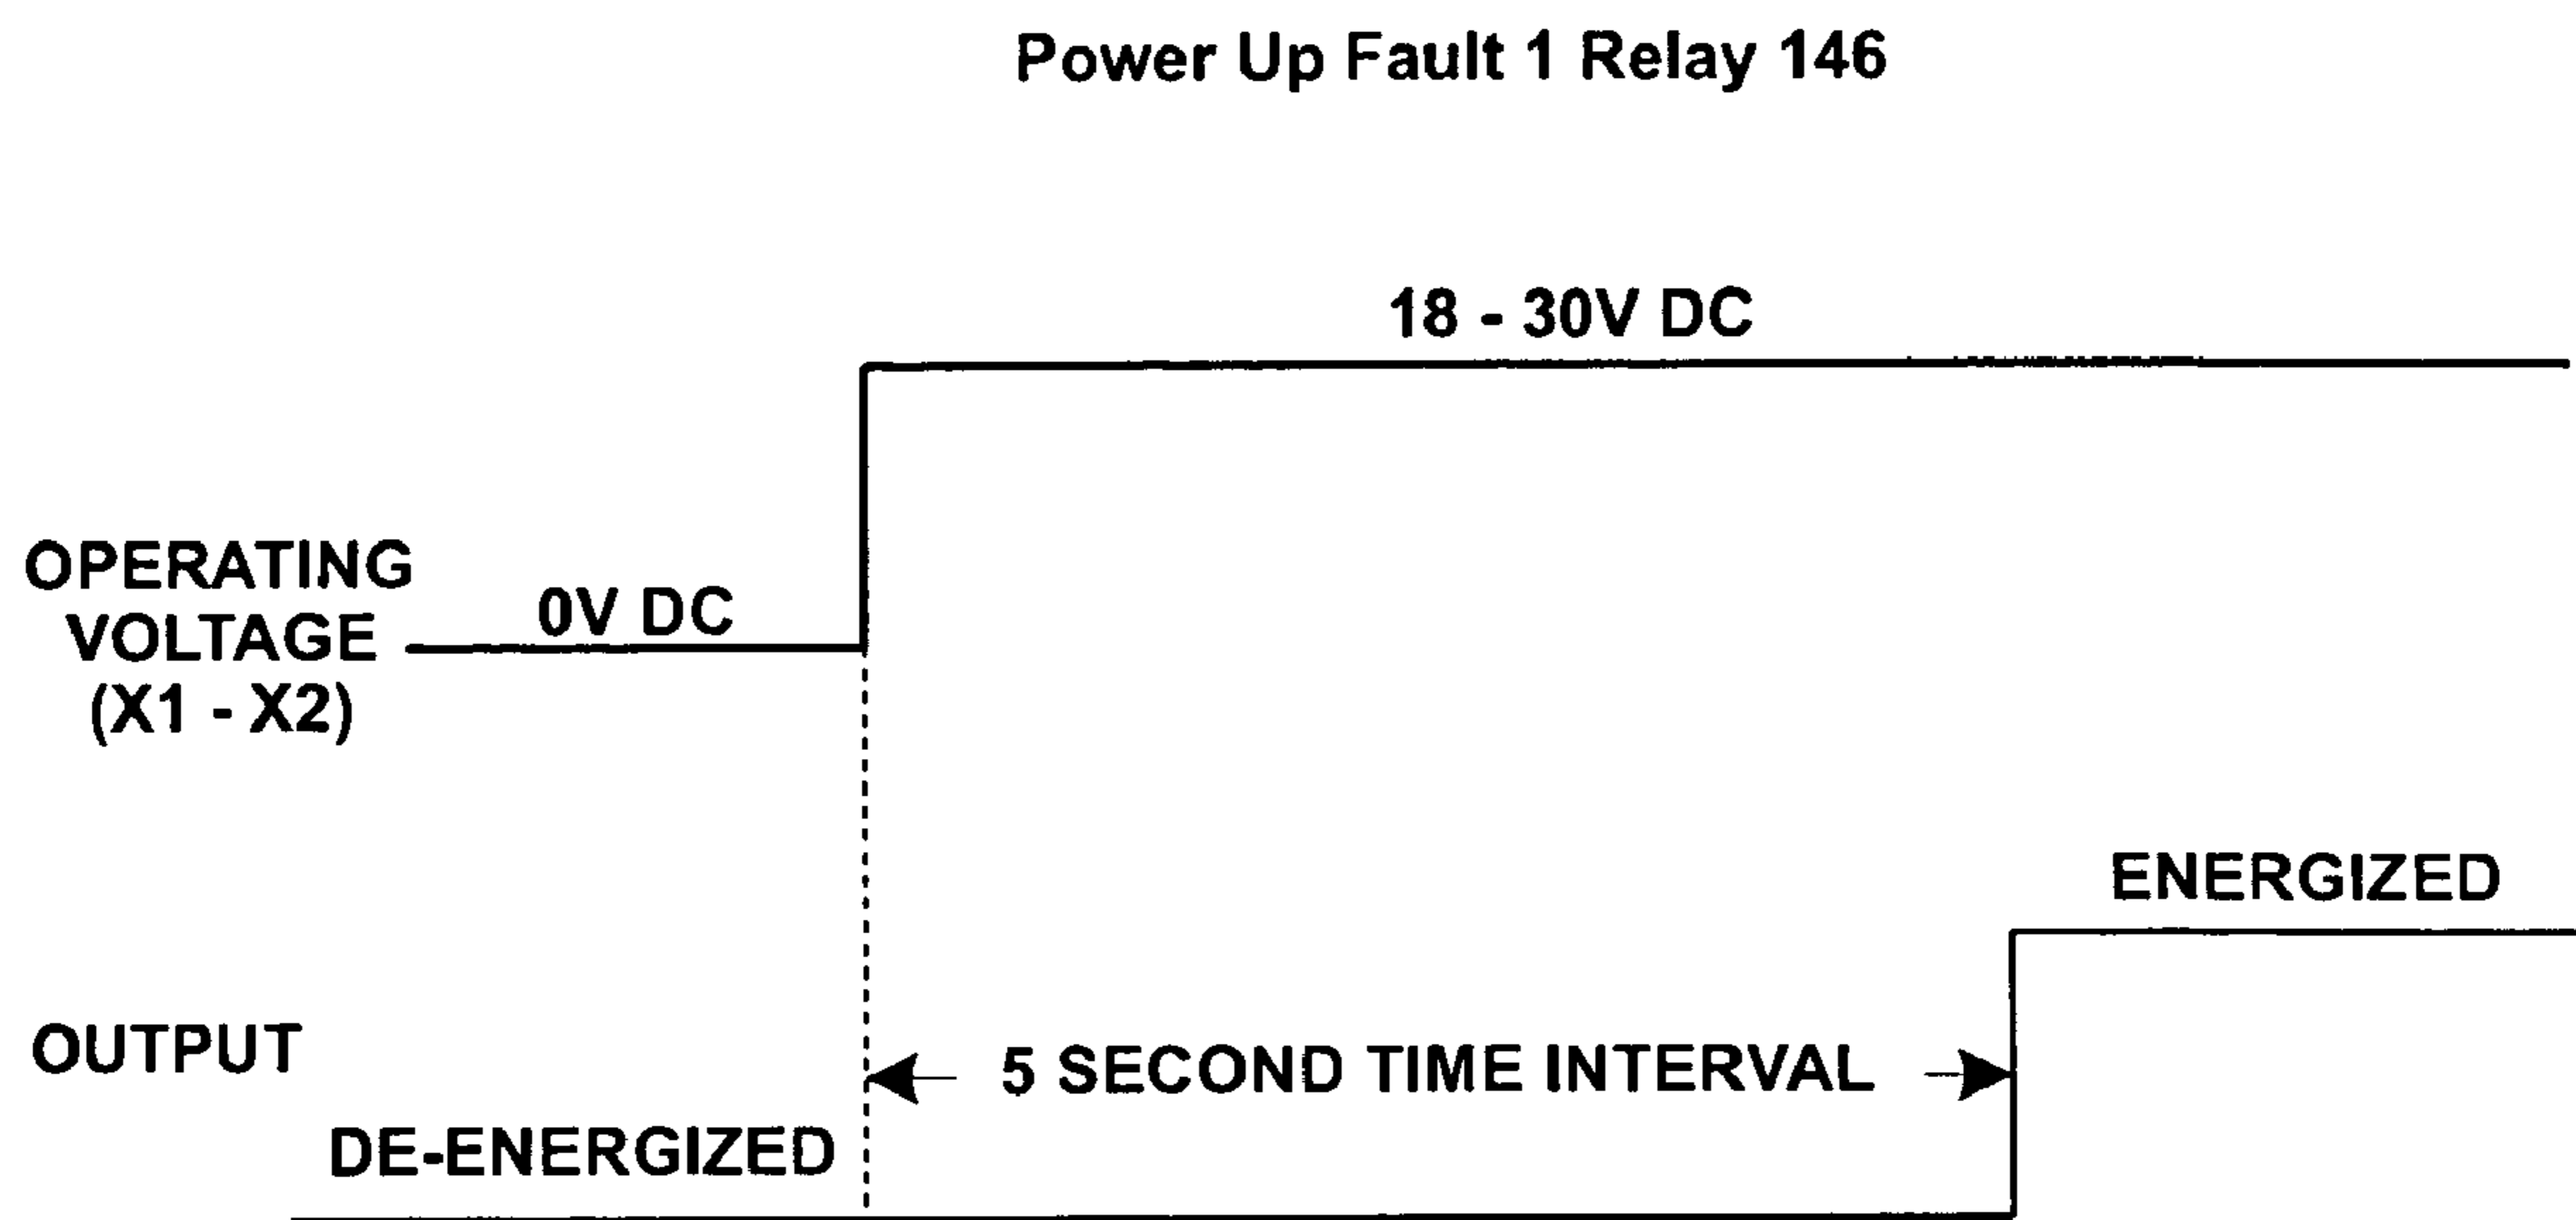 Power Up Fault 1 Relay 146
18 - 30V DC
OPERATING
VOLTAGE
(X1 - X2)
0V DC
ENERGIZED
OUTPUT
5 SECOND TIME INTERVAL
DE-ENERGIZED